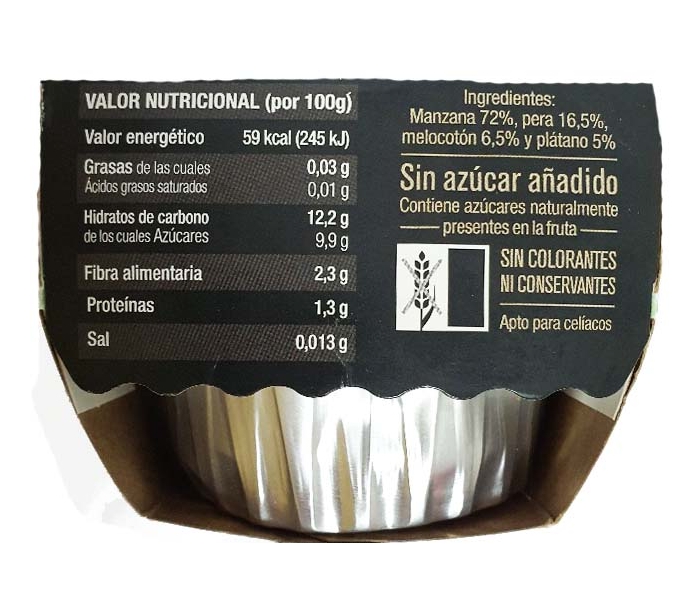 VALOR NUTRICIONAL (por 100g)
Valor energético 59 kcal (245 kJ)
Grasas de las cuales 0,03 g
Ácidos grasos saturados 0,01 g
Hidratos de carbono 12,2 g
de los cuales Azúcares 9,9 g
Fibra alimentaria 2,3 g
Proteínas 1,3 g
Sal 0,013 g
Ingredientes:
Manzana 72%, pera 16,5%,
melocotón 6,5% y plátano 5%
Sin azúcar añadido
Contiene azúcares naturalmente
presentes en la fruta
SIN COLORANTES
NI CONSERVANTES
Apto para celíacos